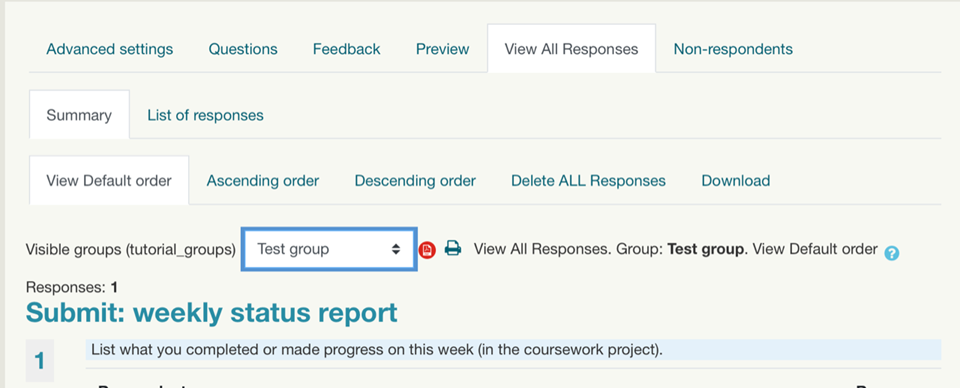 Advanced settings Questions Feedback Preview View All Responses Non-respondents
Summary List of responses
View Default order Ascending order Descending order Delete ALL Responses Download
Visible groups (tutorial_groups) Test group View All Responses. Group: Test group. View Default order ?
Responses: 1
Submit: weekly status report
1 List what you completed or made progress on this week (in the coursework project).